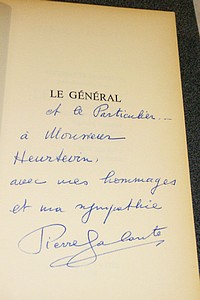 LE GÉNÉRAL
et le Particulier...
à Monsieur
Heurtevin,
avec mes hommages
et ma sympathie
Pierre Galante